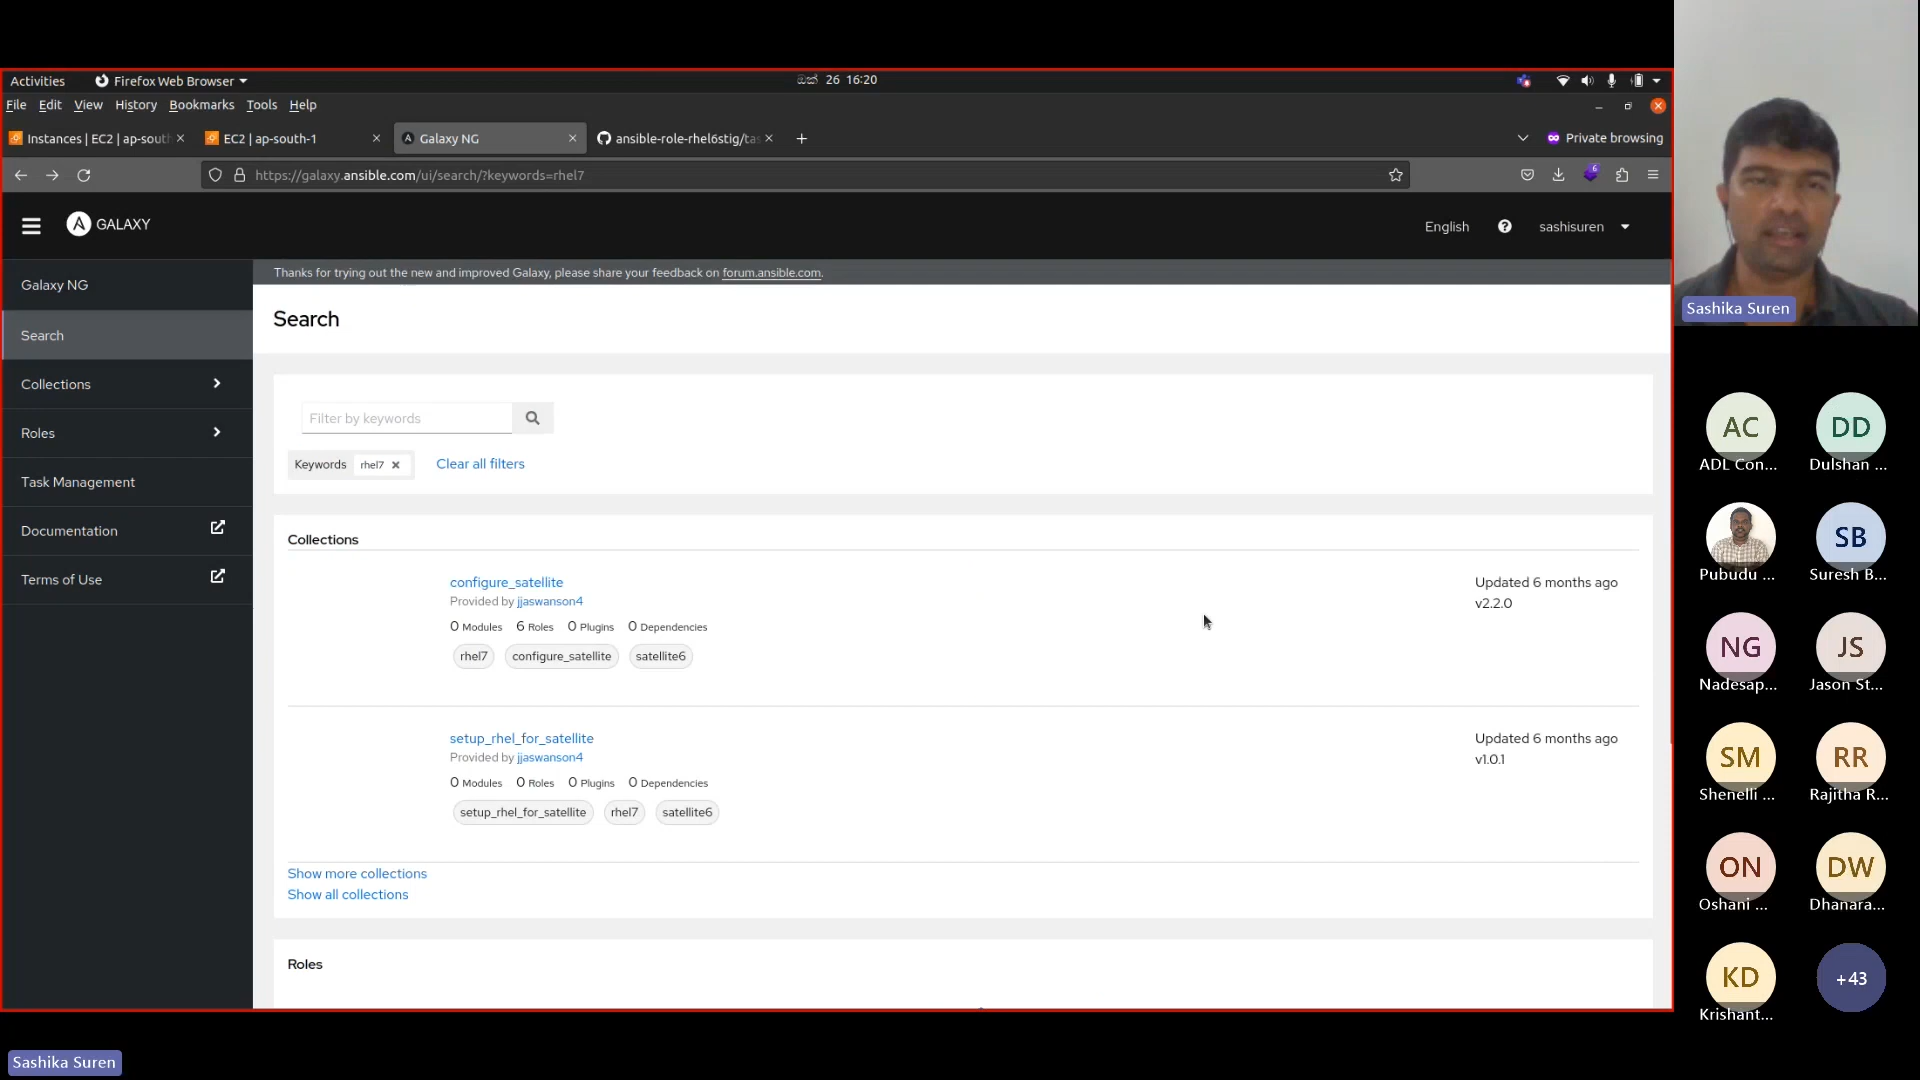 Activities
Firefox Web Browser
ඔක් 26 16:20
File Edit View History Bookmarks Tools Help
Instances | EC2 | ap-sout
EC2 | ap-south-1
Galaxy NG
ansible-role-rhel6stig/tas
Private browsing
https://galaxy.ansible.com/ui/search/?keywords=rhel7
6
A GALAXY
English
sashisuren
Galaxy NG
Search
Collections
Roles
Task Management
Documentation
Terms of Use
Thanks for trying out the new and improved Galaxy, please share your feedback on forum.ansible.com.
Search
Filter by keywords
Keywords rhel7
Clear all filters
Collections
configure_satellite
Provided by jjaswanson4
0 Modules 6 Roles 0 Plugins 0 Dependencies
rhel7 configure_satellite satellite6
Updated 6 months ago
v2.2.0
setup_rhel_for_satellite
Provided by jjaswanson4
0 Modules 0 Roles 0 Plugins 0 Dependencies
setup_rhel_for_satellite rhel7 satellite6
Updated 6 months ago
v1.0.1
Show more collections
Show all collections
Roles
Sashika Suren
AC
ADL Con...
DD
Dulshan ...
Pubudu ...
SB
Suresh B...
NG
Nadesap...
JS
Jason St...
SM
Shenelli ...
RR
Rajitha R...
ON
Oshani ...
DW
Dhanara...
KD
Krishant...
+43
Sashika Suren